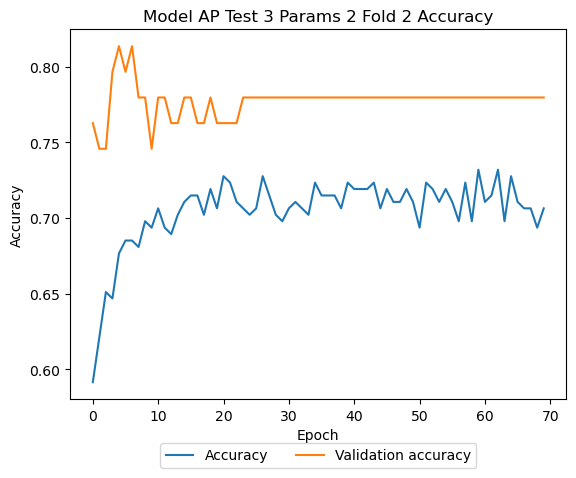 Model AP Test 3 Params 2 Fold 2 Accuracy
0.80
0.75
0.70
0.65
0.60
Accuracy
0 10 20 30 40 50 60 70
Epoch
Accuracy Validation accuracy